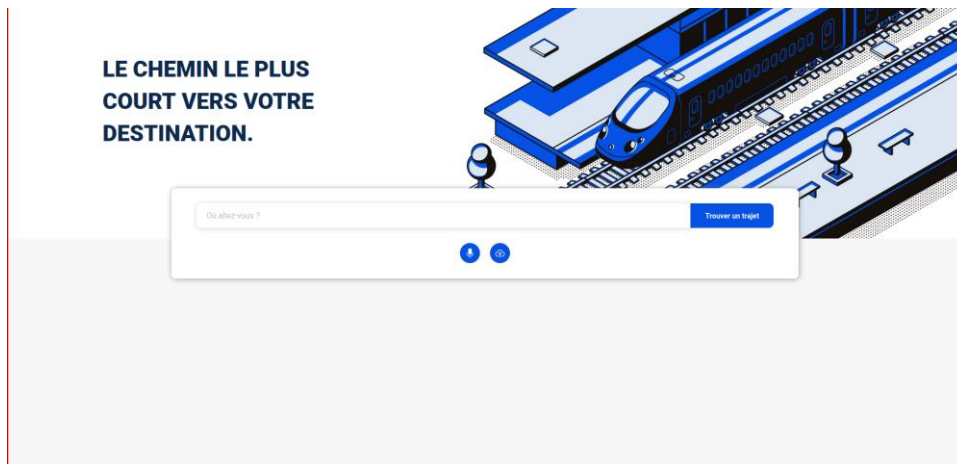 LE CHEMIN LE PLUS
COURT VERS VOTRE
DESTINATION.
Où allez-vous ?
Trouver un trajet